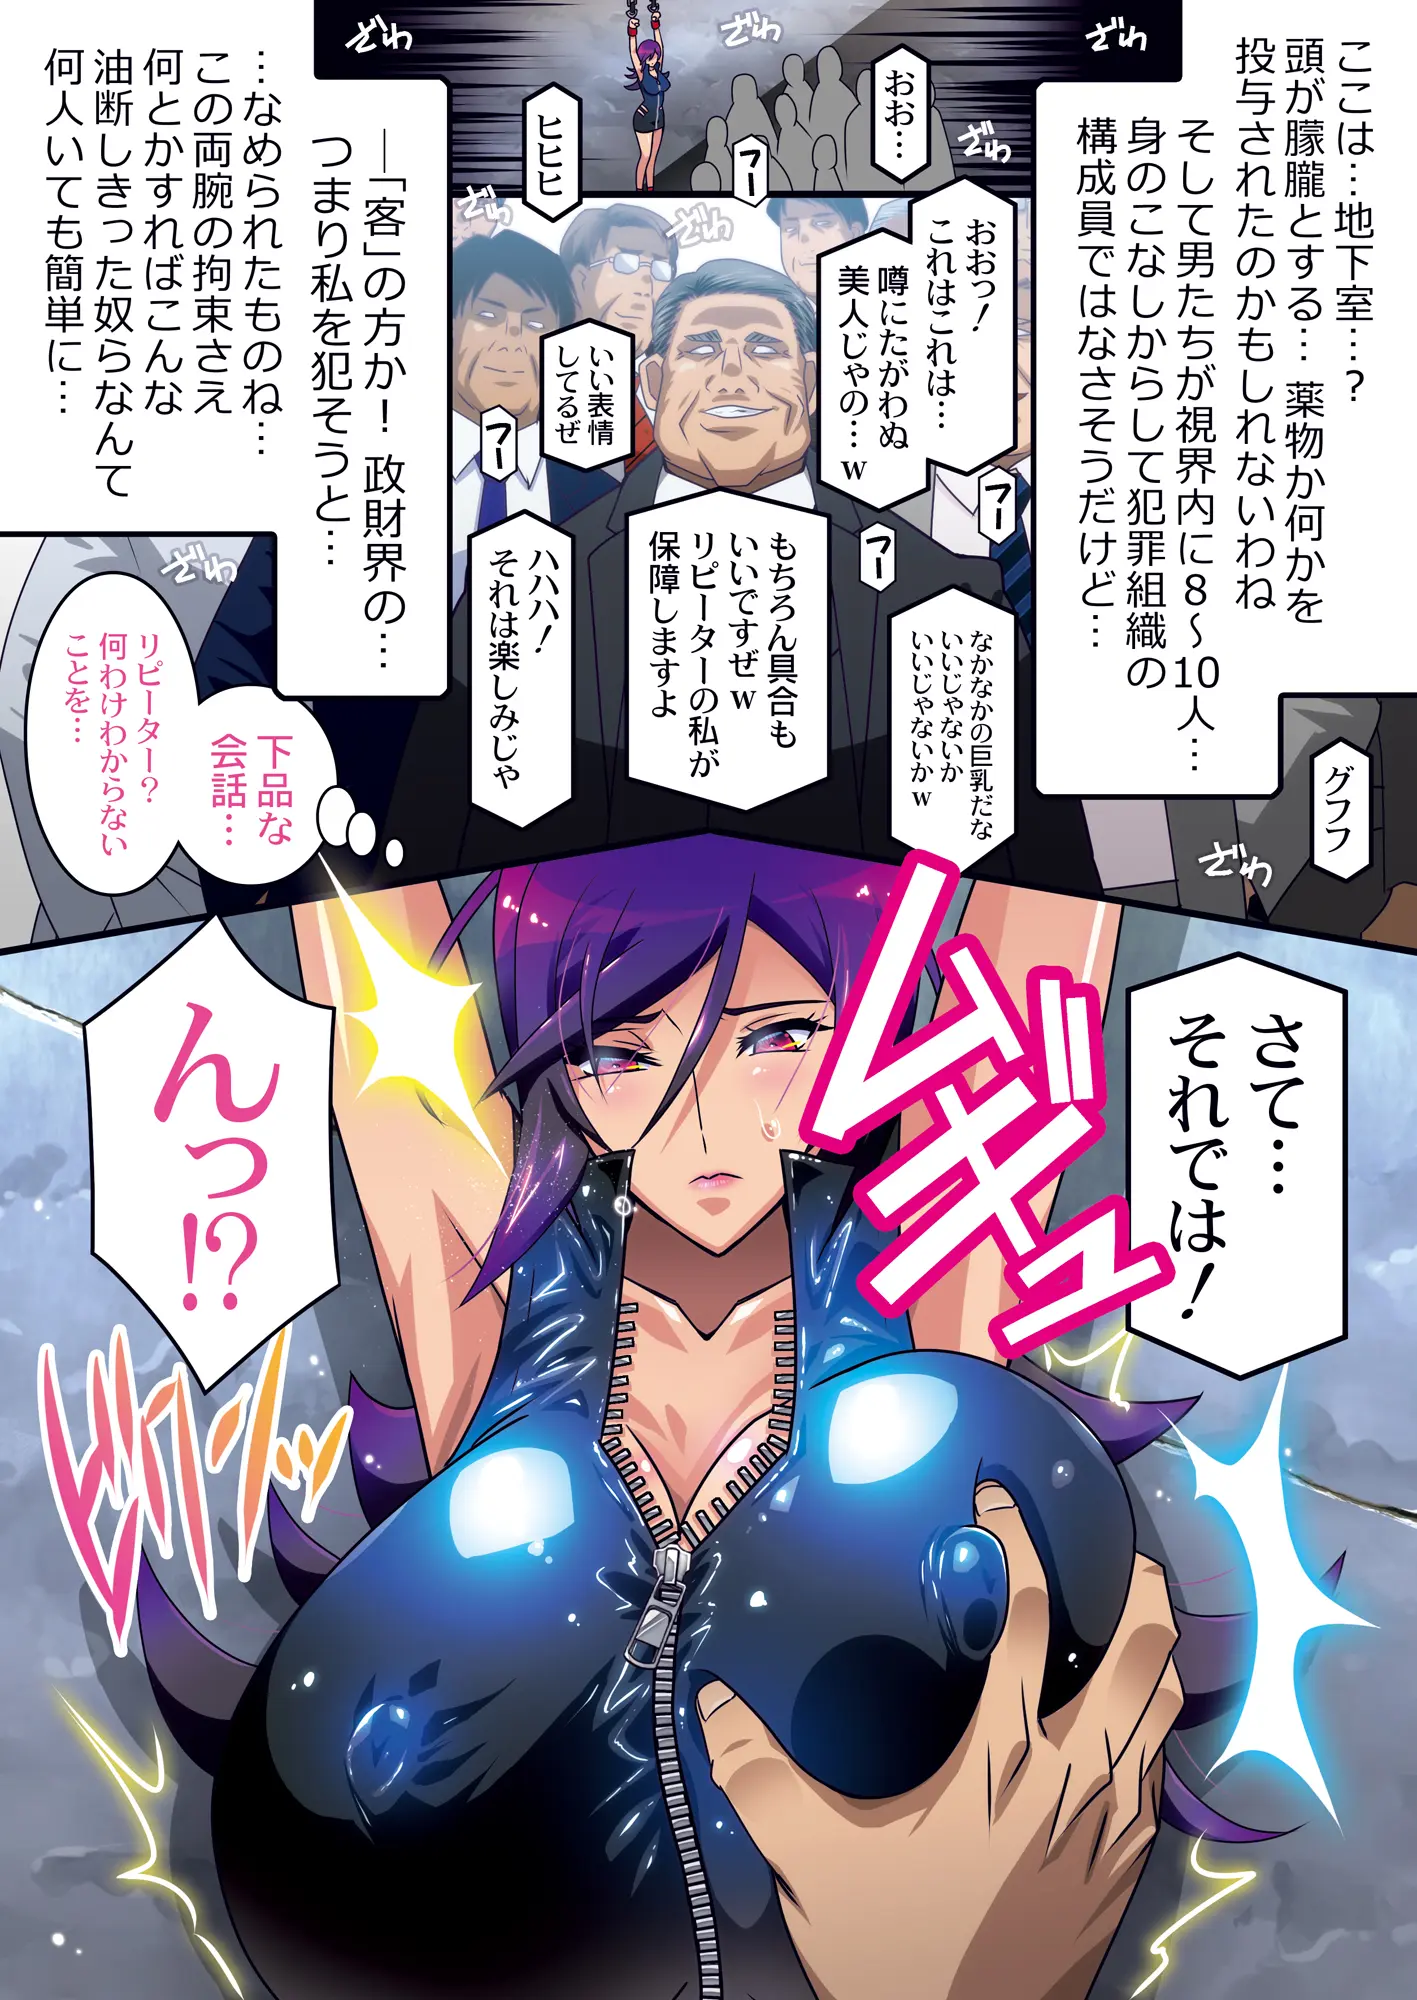 ここは…地下室…?
頭が朦朧とする… 薬物か何かを
投与されたのかもしれないわね
そして男たちが視界内に8〜10人…
身のこなしからして犯罪組織の
構成員ではなさそうだけど…
ざわ
ざわ
ざわ
ざわ
おお…
フー
ヒヒヒ
おおっ!
これはこれは…
噂にたがわぬ
美人じゃの…w
ざわ
いい表情
してるぜ
フー
フー
フー
もちろん具合も
いいですぜw
リピーターの私が
保障しますよ
ハハハ!
それは楽しみじゃ
なかなかの巨乳だな
いいじゃないか
いいじゃないかw
―「客」の方か! 政財界の…
つまり私を犯そうと…
…なめられたものね…
この両腕の拘束さえ
何とかすればこんな
油断しきった奴らなんて
何人いても簡単に…
グフフ
ざわ
ざわ
下品な
会話…
リピーター?
何わけわからない
ことを…
さて…
それでは!
ムギュ
んっ!?
ビクンッ